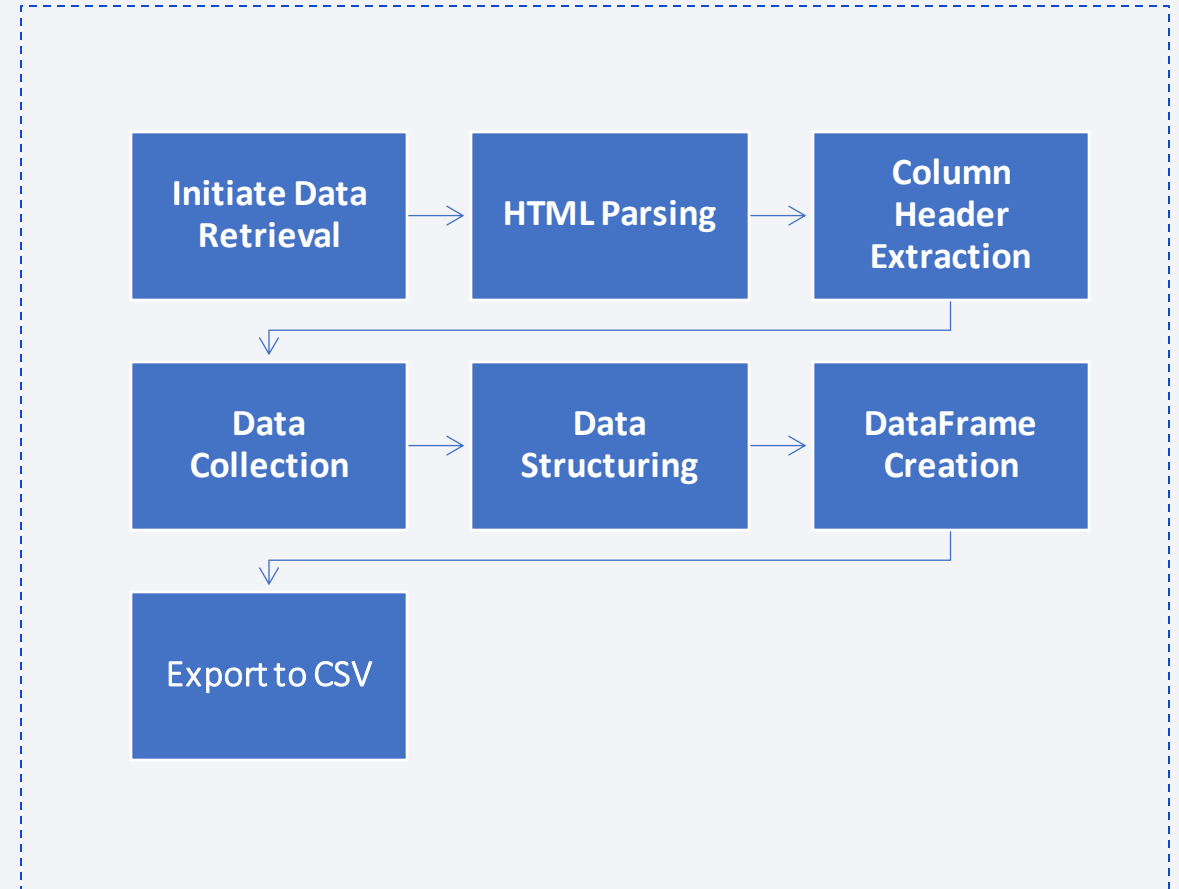 Initiate Data
Retrieval
HTML Parsing
Column
Header
Extraction
Data
Collection
Data
Structuring
DataFrame
Creation
Export to CSV